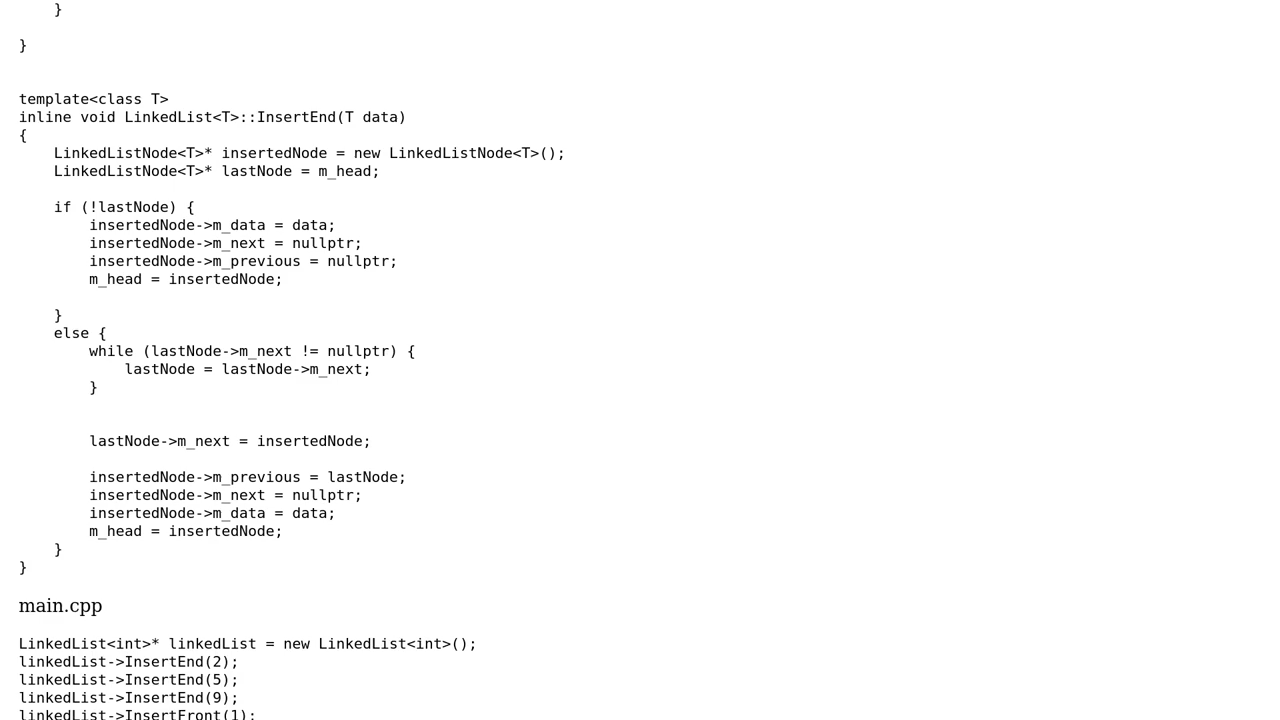 }

}


template<class T>
inline void LinkedList<T>::InsertEnd(T data)
{
    LinkedListNode<T>* insertedNode = new LinkedListNode<T>();
    LinkedListNode<T>* lastNode = m_head;

    if (!lastNode) {
        insertedNode->m_data = data;
        insertedNode->m_next = nullptr;
        insertedNode->m_previous = nullptr;
        m_head = insertedNode;

    }
    else {
        while (lastNode->m_next != nullptr) {
            lastNode = lastNode->m_next;
        }


        lastNode->m_next = insertedNode;

        insertedNode->m_previous = lastNode;
        insertedNode->m_next = nullptr;
        insertedNode->m_data = data;
        m_head = insertedNode;
    }
}

main.cpp

LinkedList<int>* linkedList = new LinkedList<int>();
linkedList->InsertEnd(2);
linkedList->InsertEnd(5);
linkedList->InsertEnd(9);
linkedList->InsertFront(1);